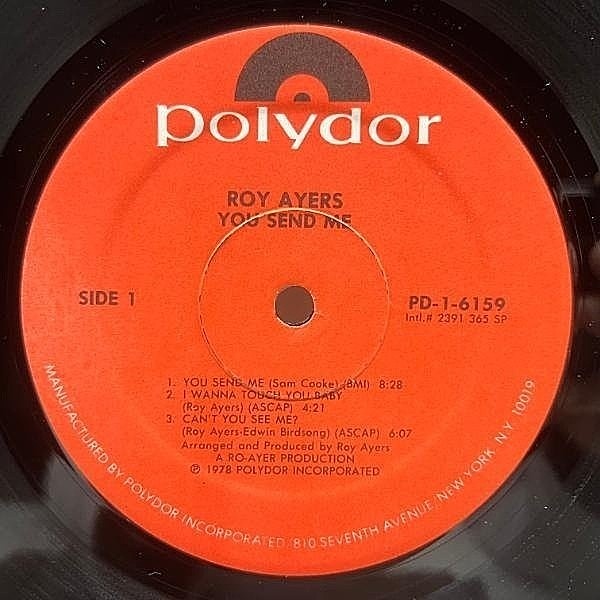 polydor
ROY AYERS
YOU SEND ME
SIDE 1
PD-1-6159
Intl.# 2391 365 SP
1. YOU SEND ME (Sam Cooke) (BMI) 8:28
2. I WANNA TOUCH YOU BABY
(Roy Ayers) (ASCAP) 4:21
3. CAN'T YOU SEE ME?
(Roy Ayers-Edwin Birdsong) (ASCAP) 6:07
Arranged and Produced by Roy Ayers
A RO-AYER PRODUCTION
℗ 1978 POLYDOR INCORPORATED
MANUFACTURED BY POLYDOR INCORPORATED, 810 SEVENTH AVENUE, NEW YORK, N.Y. 10019